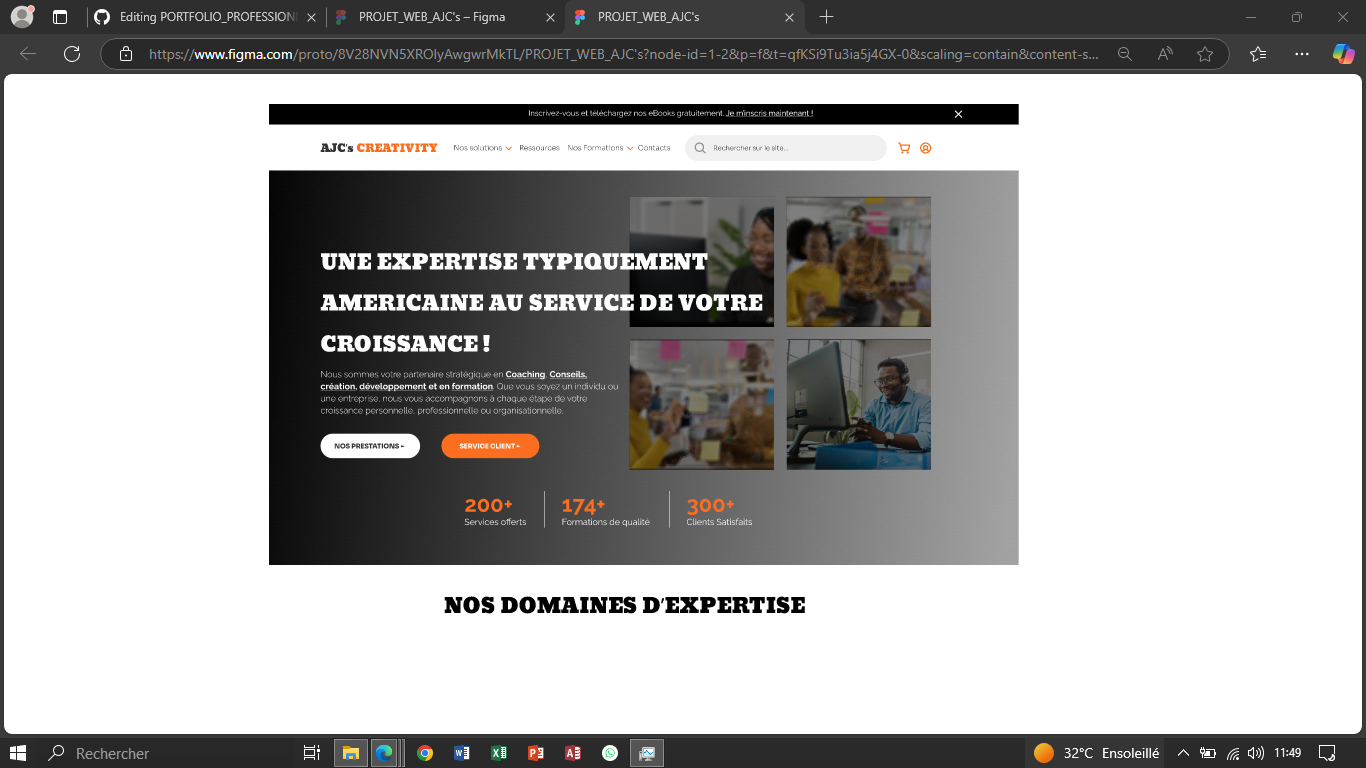 Editing PORTFOLIO_PROFESSION
PROJET_WEB_AJC's – Figma
PROJET_WEB_AJC's
https://www.figma.com/proto/8V28NVN5XROlyAwgwrMkTL/PROJET_WEB_AJC's?node-id=1-2&p=f&t=qfKSi9Tu3ia5j4GX-0&scaling=contain&content-s...
Inscrivez-vous et téléchargez nos eBooks gratuitement. Je m'inscris maintenant !
AJC's CREATIVITY
Nos solutions
Ressources
Nos Formations
Contacts
Rechercher sur le site...
UNE EXPERTISE TYPIQUEMENT
AMERICAINE AU SERVICE DE VOTRE
CROISSANCE !
Nous sommes votre partenaire stratégique en Coaching, Conseils,
création, développement et en formation. Que vous soyez un individu ou
une entreprise, nous vous accompagnons à chaque étape de votre
croissance personnelle, professionnelle ou organisationnelle.
NOS PRESTATIONS
SERVICE CLIENT
200+
Services offerts
174+
Formations de qualité
300+
Clients Satisfaits
NOS DOMAINES D'EXPERTISE
Rechercher
32°C Ensoleillé
11:49